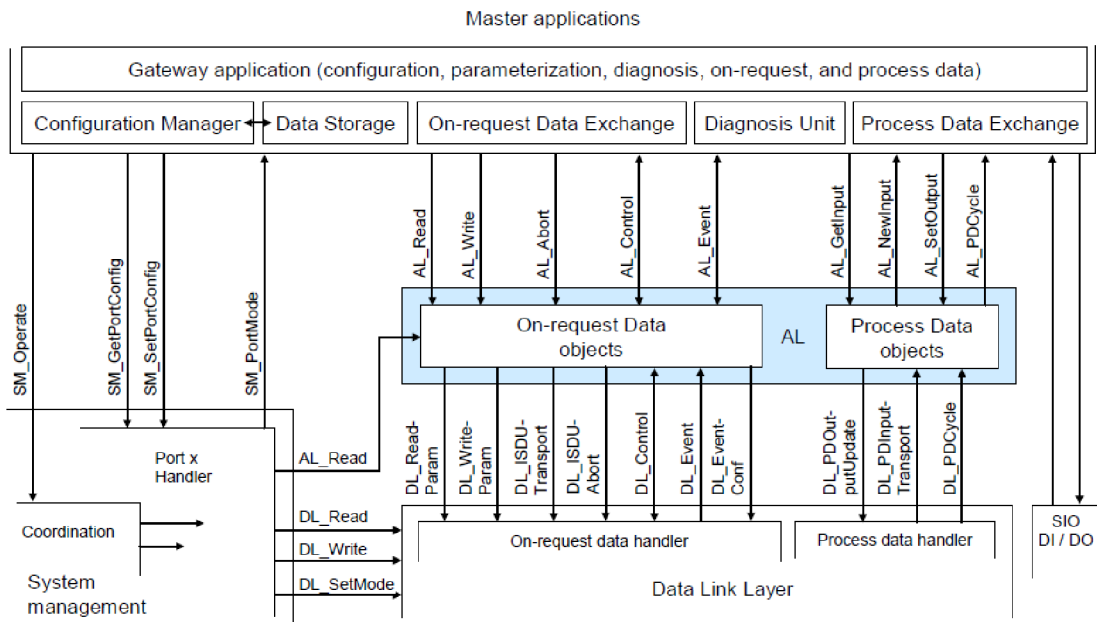 Master applications
Gateway application (configuration, parameterization, diagnosis, on-request, and process data)
Configuration Manager
Data Storage
On-request Data Exchange
Diagnosis Unit
Process Data Exchange
SM_Operate
SM_GetPortConfig
SM_SetPortConfig
SM_PortMode
AL_Read
AL_Write
AL_Abort
AL_Control
AL_Event
AL_GetInput
AL_NewInput
AL_SetOutput
AL_PDCycle
On-request Data
objects
AL
Process Data
objects
Port x
Handler
AL_Read
DL_Read-
Param
DL_Write-
Param
DL_ISDU-
Transport
DL_ISDU-
Abort
DL_Control
DL_Event
DL_Event-
Conf
DL_PDOut-
putUpdate
DL_PDInput-
Transport
DL_PDCycle
Coordination
DL_Read
DL_Write
DL_SetMode
On-request data handler
Process data handler
SIO
DI / DO
System
management
Data Link Layer